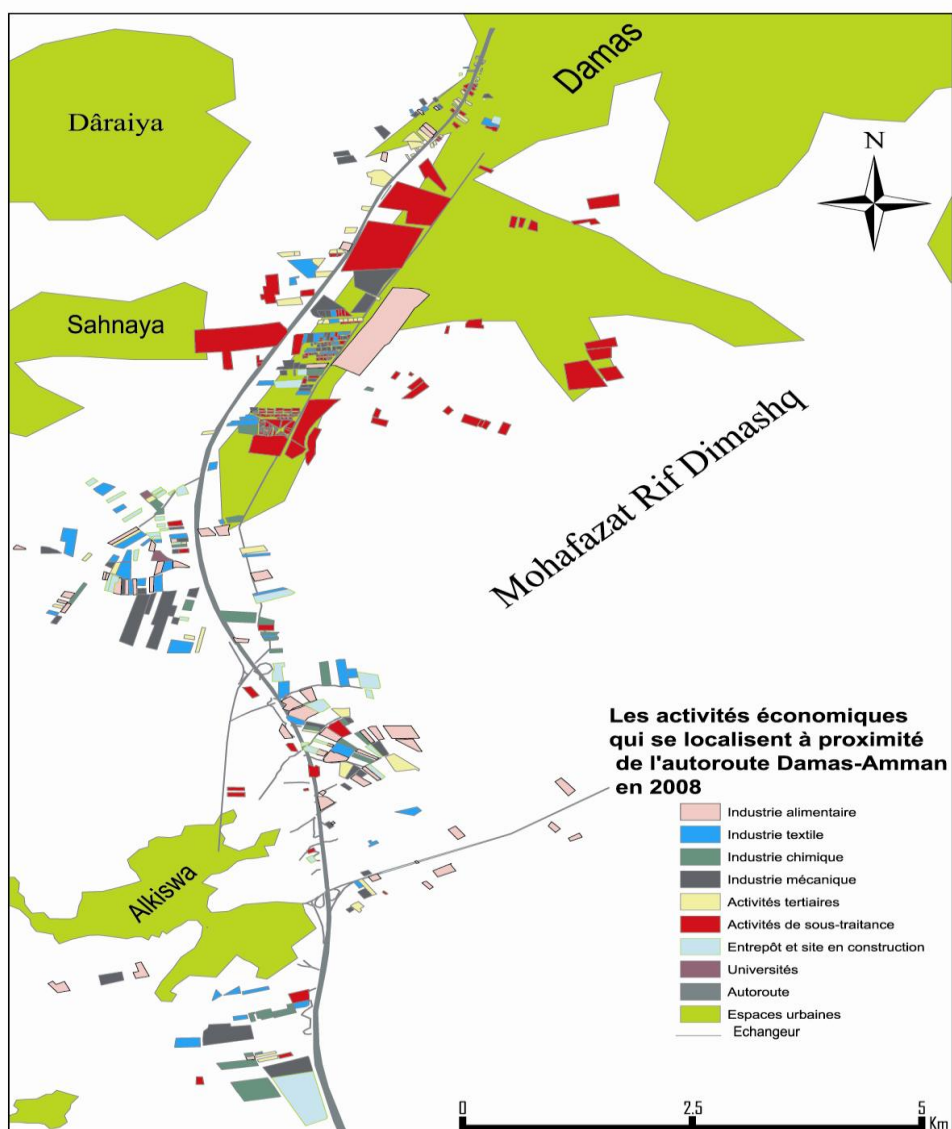 Damas
Dâraiya
N
Sahnaya
Mohafazat Rif Dimashq
Alkiswa
Les activités économiques
qui se localisent à proximité
de l'autoroute Damas-Amman
en 2008
Industrie alimentaire
Industrie textile
Industrie chimique
Industrie mécanique
Activités tertiaires
Activités de sous-traitance
Entrepôt et site en construction
Universités
Autoroute
Espaces urbaines
Echangeur
0 2.5 5
Km